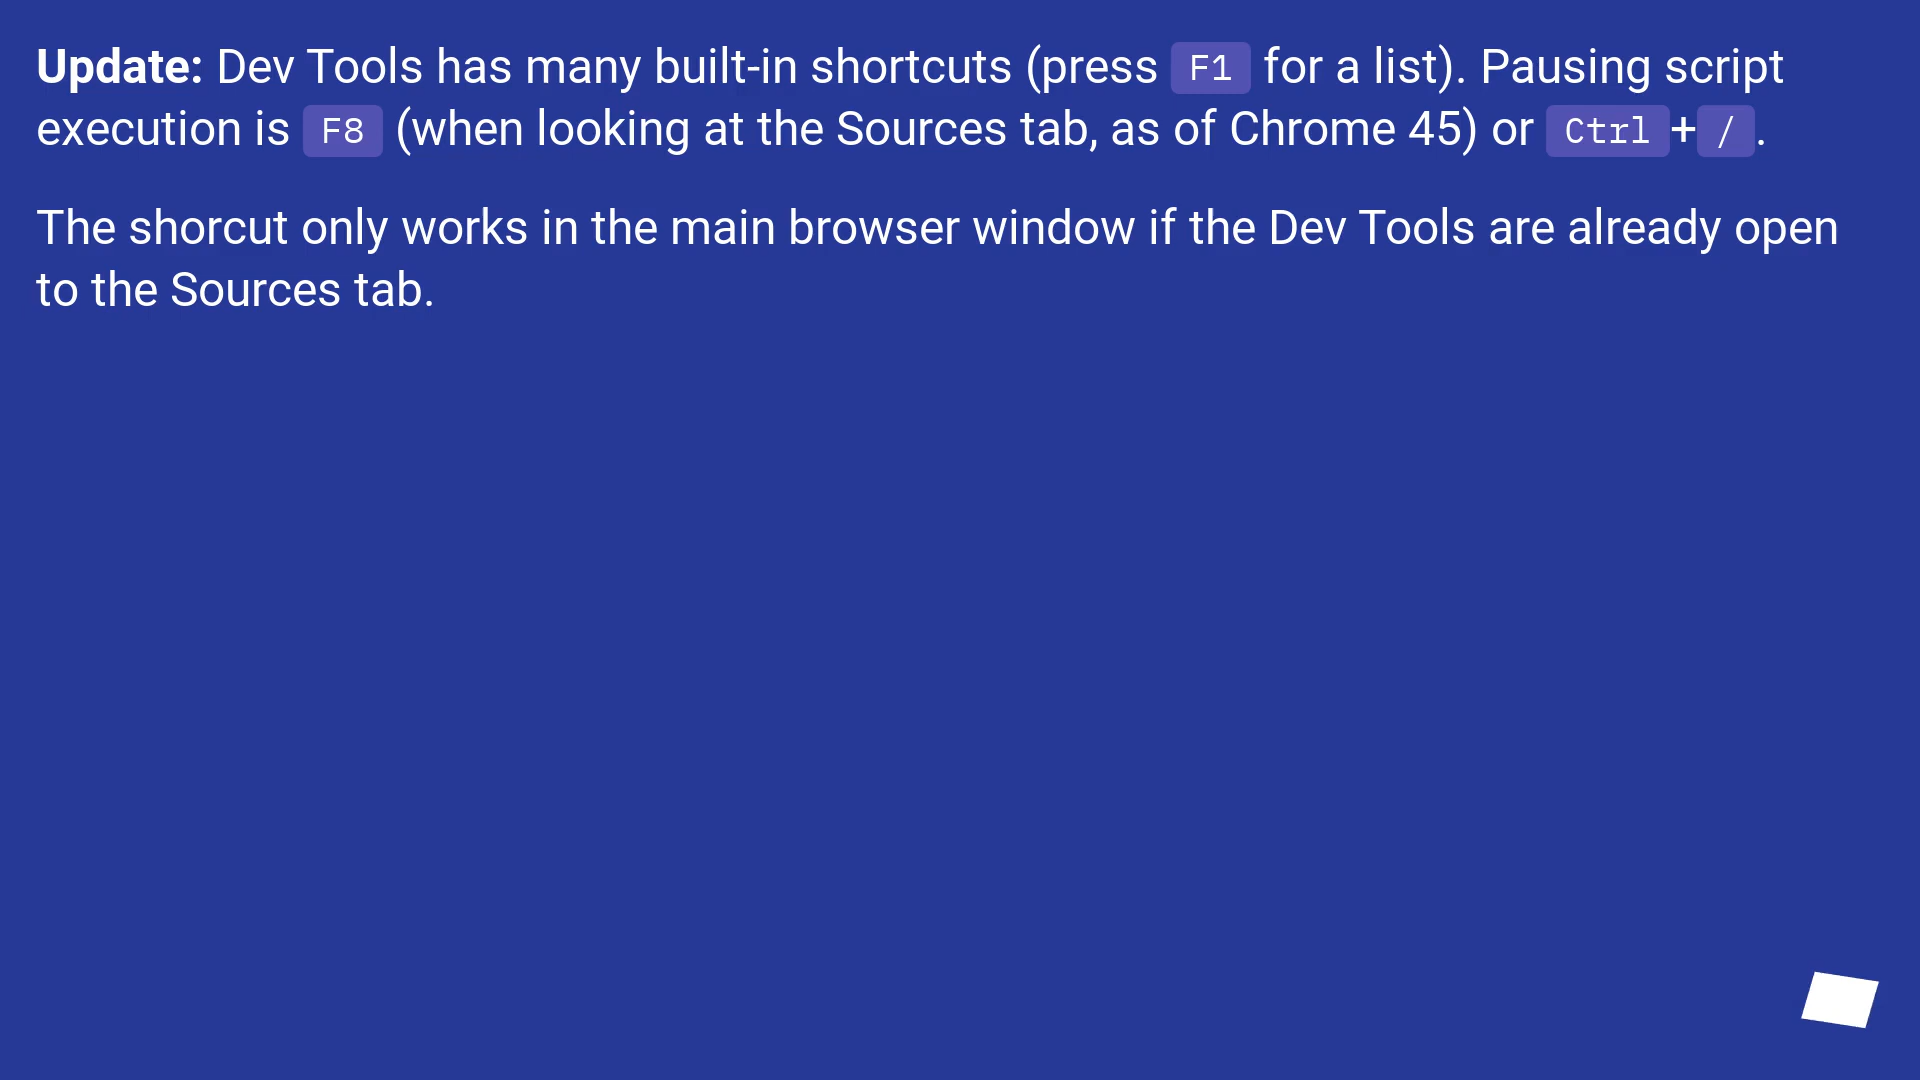 Update: Dev Tools has many built-in shortcuts (press F1 for a list). Pausing script
execution is F8 (when looking at the Sources tab, as of Chrome 45) or Ctrl+/.
The shorcut only works in the main browser window if the Dev Tools are already open
to the Sources tab.